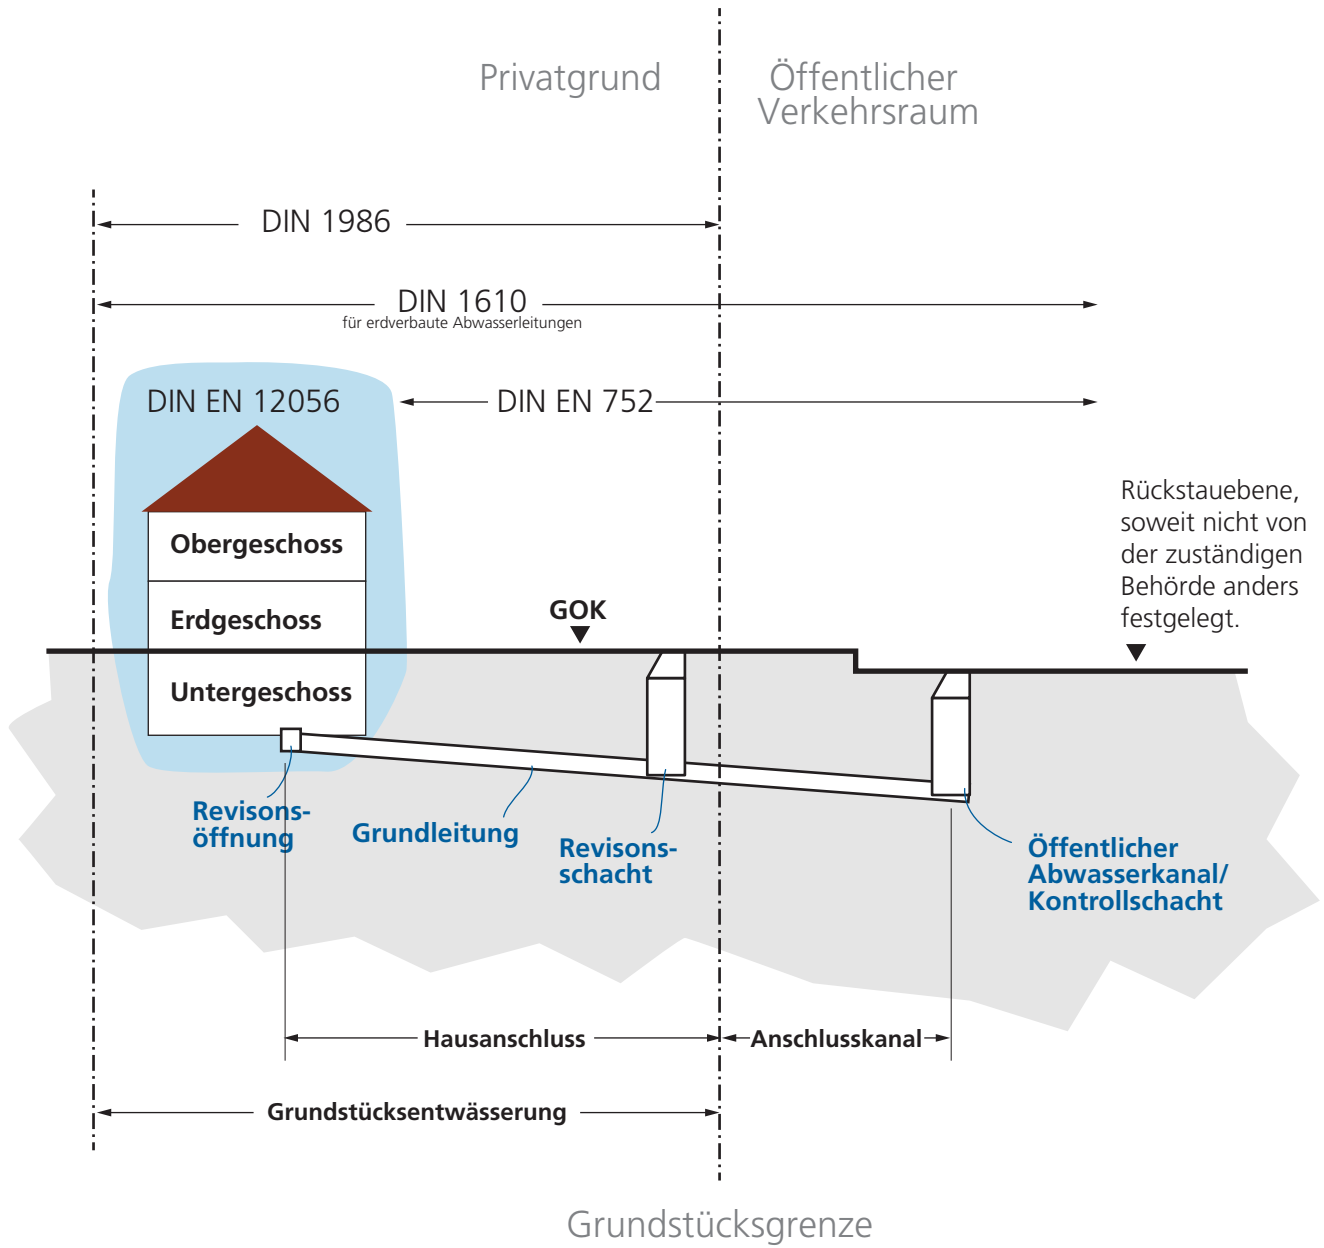 Privatgrund
Öffentlicher
Verkehrsraum
DIN 1986
DIN 1610
für erdverbaute Abwasserleitungen
DIN EN 12056
DIN EN 752
Rückstauebene,
soweit nicht von
der zuständigen
Behörde anders
festgelegt.
Obergeschoss
Erdgeschoss
GOK
Untergeschoss
Revisons-
öffnung
Grundleitung
Revisons-
schacht
Öffentlicher
Abwasserkanal/
Kontrollschacht
Hausanschluss
Anschlusskanal
Grundstücksentwässerung
Grundstücksgrenze